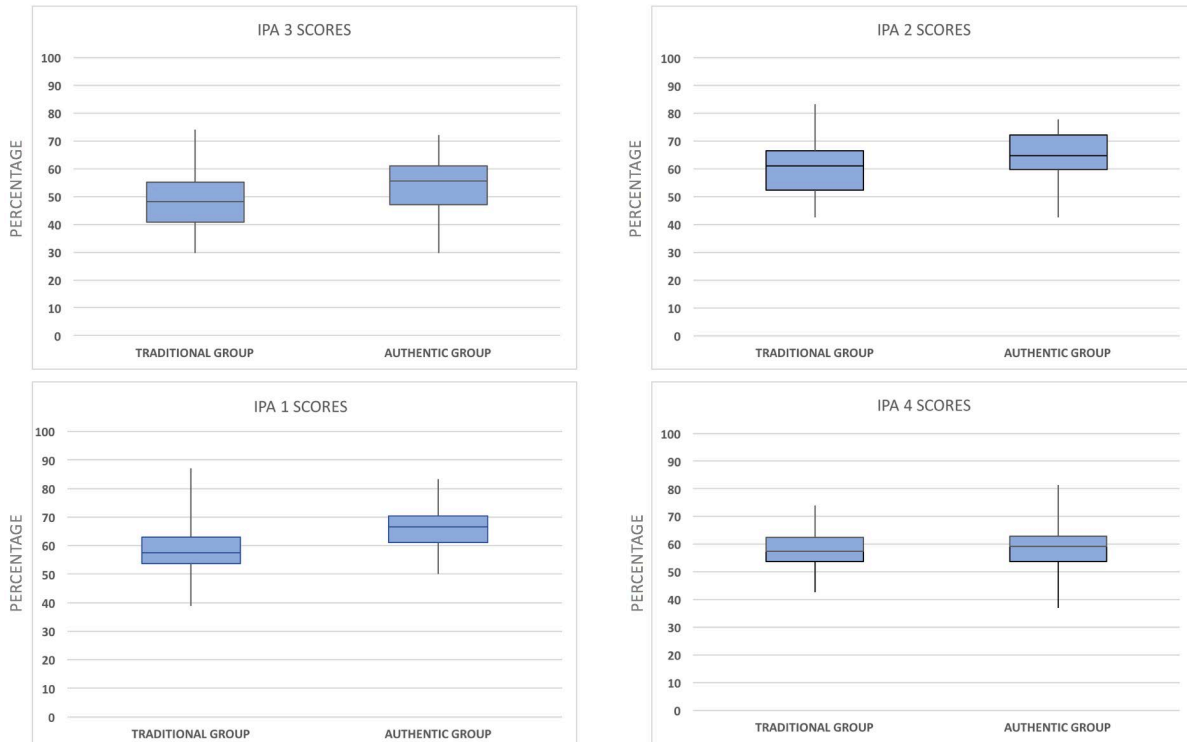 IPA 3 SCORES
100
90
80
70
60
50
40
30
20
10
0
PERCENTAGE
TRADITIONAL GROUP
AUTHENTIC GROUP
IPA 2 SCORES
100
90
80
70
60
50
40
30
20
10
0
PERCENTAGE
TRADITIONAL GROUP
AUTHENTIC GROUP
IPA 1 SCORES
100
90
80
70
60
50
40
30
20
10
0
PERCENTAGE
TRADITIONAL GROUP
AUTHENTIC GROUP
IPA 4 SCORES
100
90
80
70
60
50
40
30
20
10
0
PERCENTAGE
TRADITIONAL GROUP
AUTHENTIC GROUP